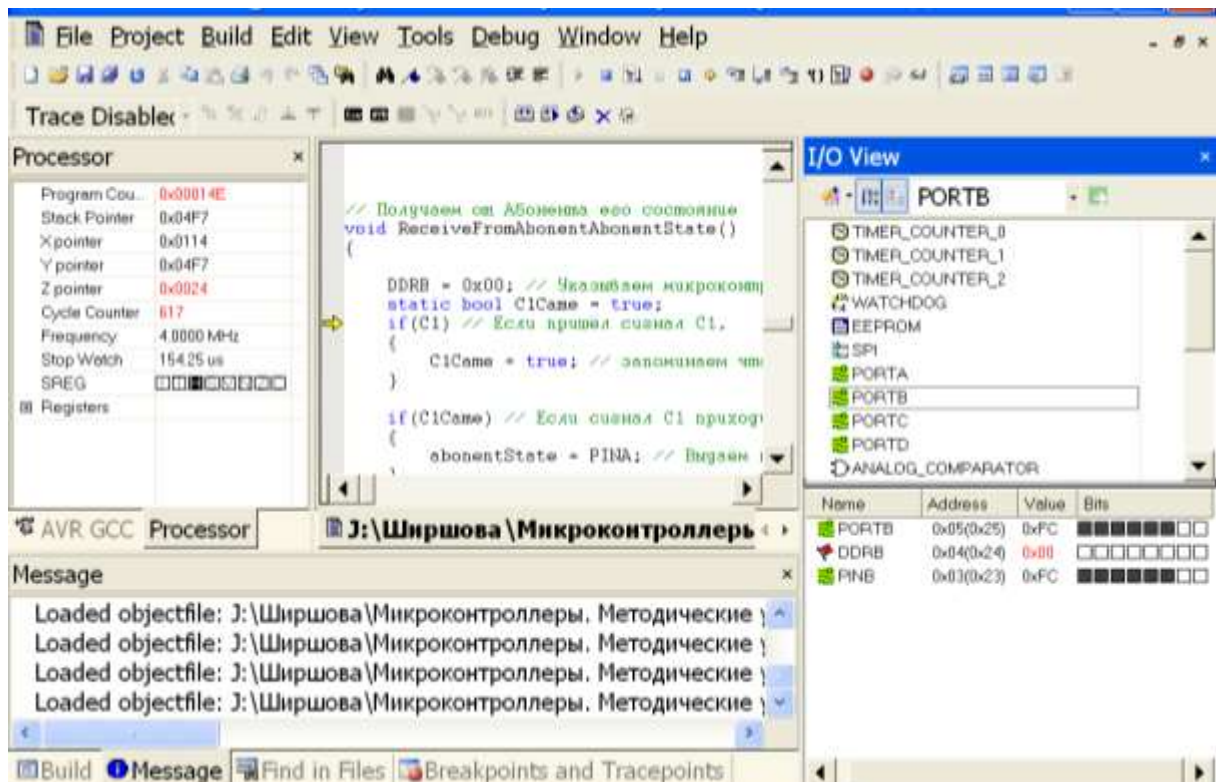 File Project Build Edit View Tools Debug Window Help
Trace Disabled
Processor
Program Cou... 0x00014E
Stack Pointer 0x04F7
X pointer 0x0114
Y pointer 0x04F7
Z pointer 0x0024
Cycle Counter 617
Frequency 4.0000 MHz
Stop Watch 154.25 us
SREG
Registers
AVR GCC Processor
// Получаем от Абонента его состояние
void ReceiveFromAbonentAbonentState()
{
DDRB = 0x00; // Указываем микроконтр
static bool C1Came = true;
if(C1) // Если пришел сигнал C1,
{
C1Came = true; // запоминаем что
}
if(C1Came) // Если сигнал C1 приходи
{
abonentState = PINA; // Выдаем
}
J:\Ширшова\Микроконтроллеры
I/O View
PORTB
TIMER_COUNTER_0
TIMER_COUNTER_1
TIMER_COUNTER_2
WATCHDOG
EEPROM
SPI
PORTA
PORTB
PORTC
PORTD
ANALOG_COMPARATOR
Name Address Value Bits
PORTB 0x05(0x25) 0xFC
DDRB 0x04(0x24) 0x00
PINB 0x03(0x23) 0xFC
Message
Loaded objectfile: J:\Ширшова\Микроконтроллеры. Методические
Loaded objectfile: J:\Ширшова\Микроконтроллеры. Методические
Loaded objectfile: J:\Ширшова\Микроконтроллеры. Методические
Loaded objectfile: J:\Ширшова\Микроконтроллеры. Методические
Build Message Find in Files Breakpoints and Tracepoints